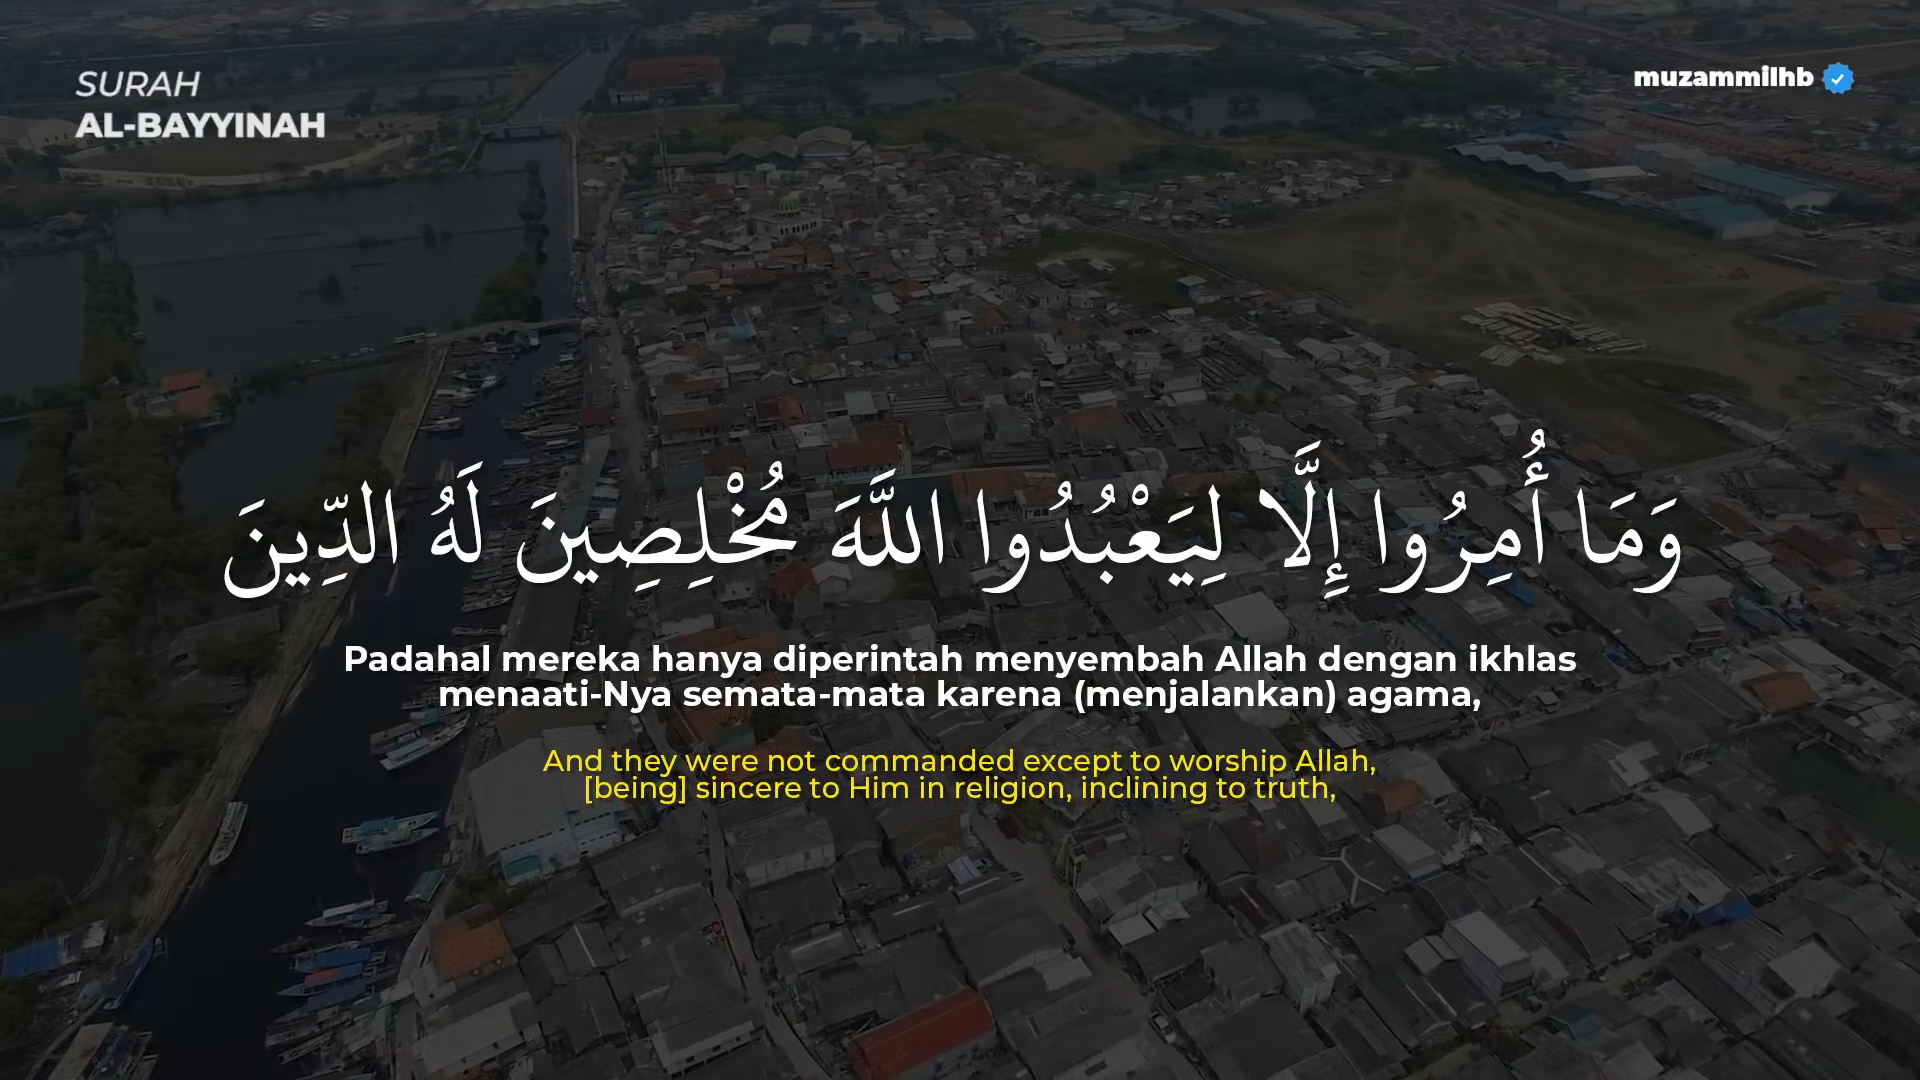 SURAH
AL-BAYYINAH
muzammilhb
وَمَا أُمِرُوا إِلَّا لِيَعْبُدُوا اللَّهَ مُخْلِصِينَ لَهُ الدِّينَ
Padahal mereka hanya diperintah menyembah Allah dengan ikhlas
menaati-Nya semata-mata karena (menjalankan) agama,
And they were not commanded except to worship Allah,
[being] sincere to Him in religion, inclining to truth,